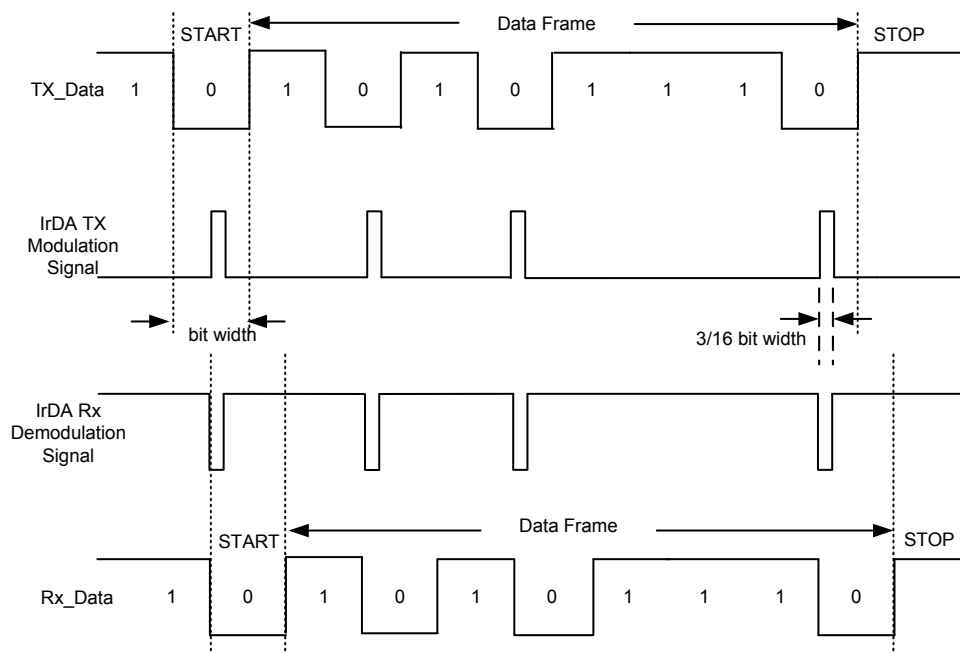 START
Data Frame
STOP
TX_Data
1 0 1 0 1 0 1 1 1 0
IrDA TX
Modulation
Signal
bit width
3/16 bit width
IrDA Rx
Demodulation
Signal
START
Data Frame
STOP
Rx_Data
1 0 1 0 1 0 1 1 1 0